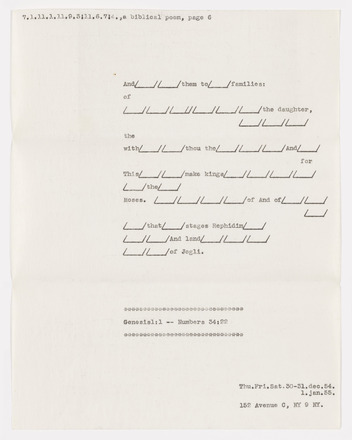 7.1.11.1.11.9.3!11.6.7!4.,a biblical poem, page 6
And/____/ /____/them to/____/families:
of
/____/ /____/ /____/ /____/ /____/ /____/the daughter,
/____/ /____/ /____/
the
with/____/ /____/thou the/____/ /____/ /____/And/____/
for
This/____/ /____/make kings/____/ /____/ /____/ /____/
/____/the/____/
Moses. /____/ /____/ /____/ /____/of And of/____/ /____/
/____/
/____/that/____/stages Rephidim/____/
/____/ /____/And land/____/ /____/ /____/
/____/ /____/of Jogli.
Genesis1:1 -- Numbers 34:22
Thu.Fri.Sat.30-31.dec.54.
1.jan.55.
152 Avenue C, NY 9 NY.